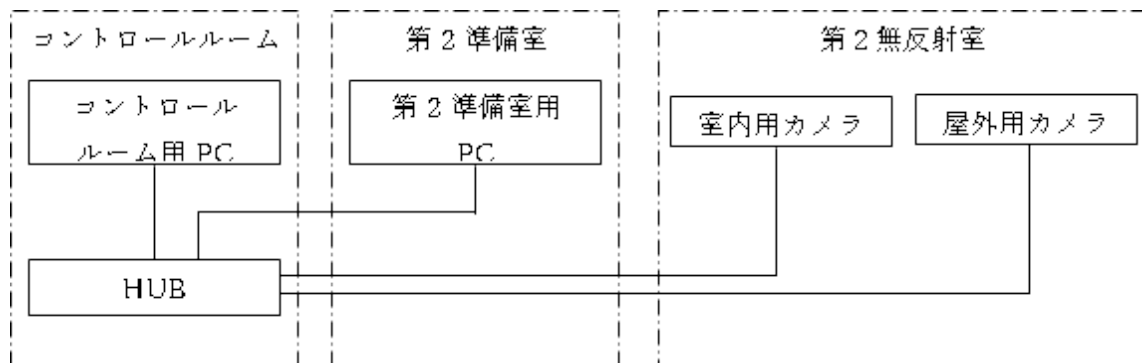 コントロールルーム
第2準備室
第2無反射室
コントロール
ルーム用 PC
第2準備室用
PC
室内用カメラ
屋外用カメラ
HUB